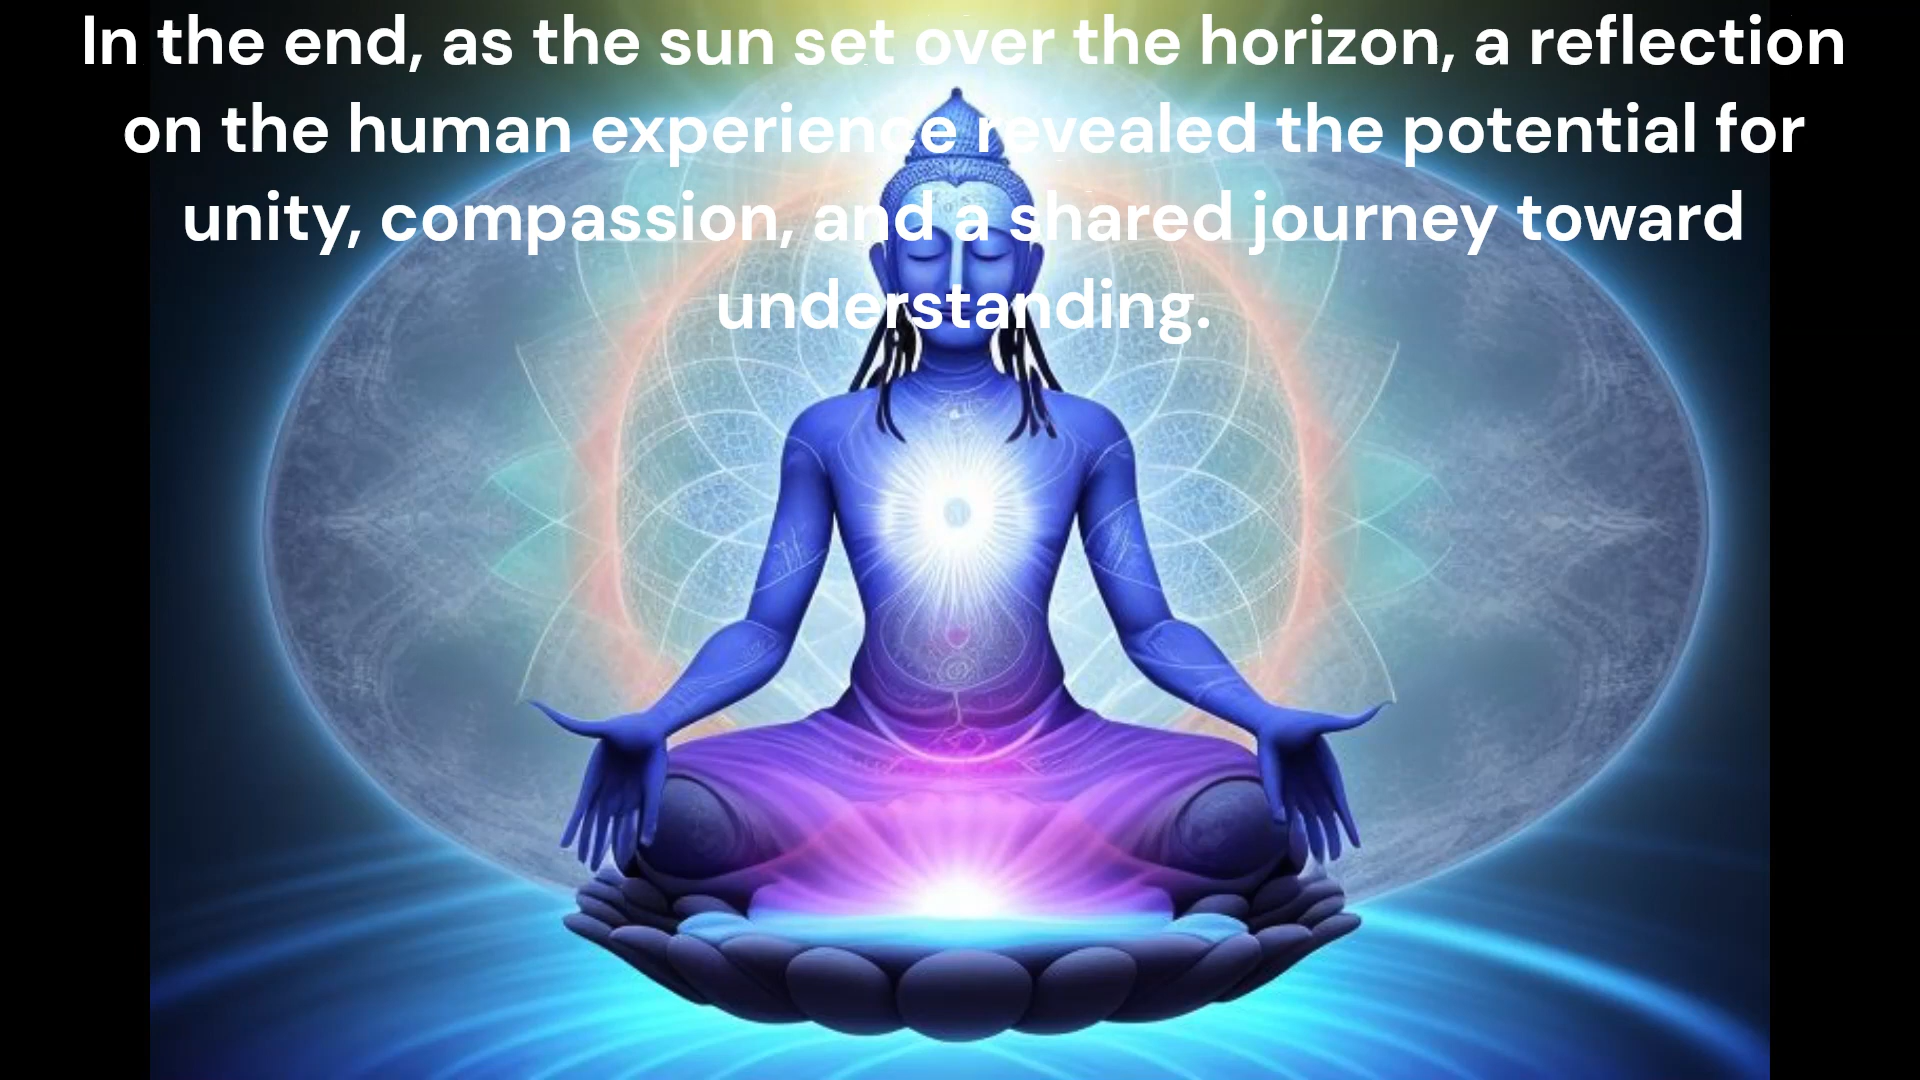 In the end, as the sun set over the horizon, a reflection
on the human experience revealed the potential for
unity, compassion, and a shared journey toward
understanding.